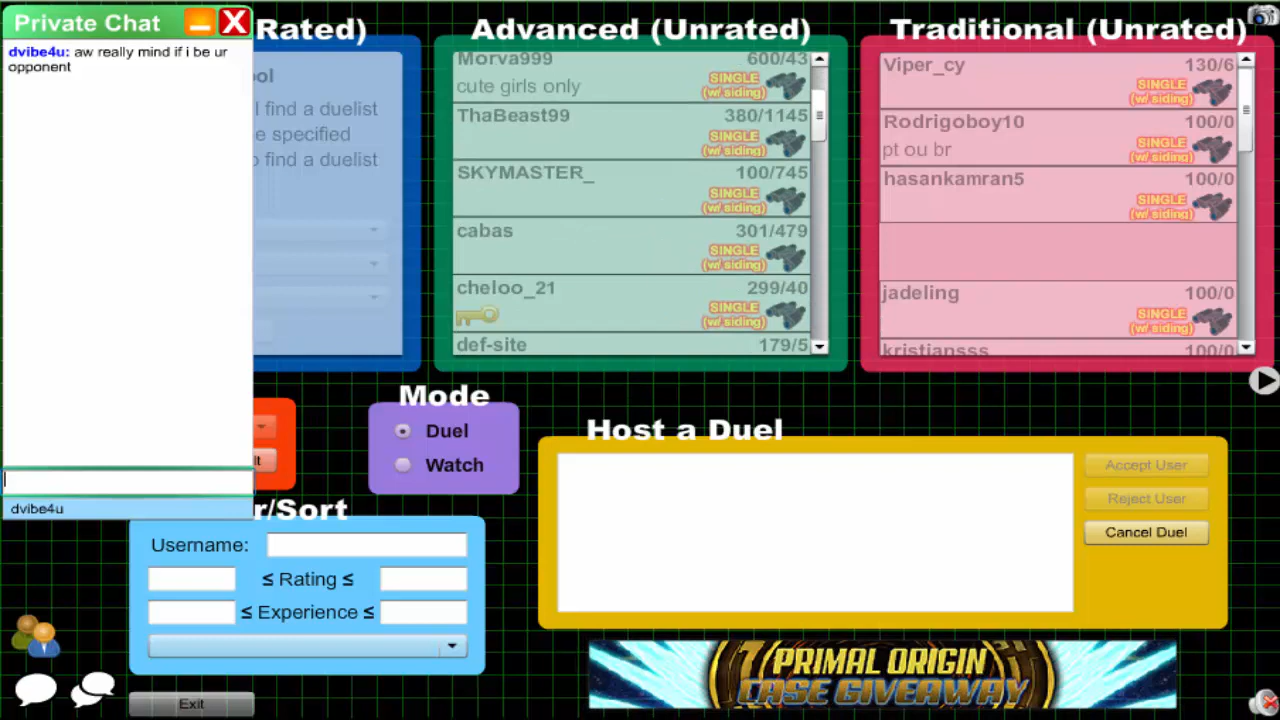 Private Chat
dvibe4u: aw really mind if i be ur
opponent
dvibe4u
Rated)
ool
l find a duelist
e specified
o find a duelist
Advanced (Unrated)
Morva999 600/43
cute girls only SINGLE
(w/ siding)
ThaBeast99 380/1145
SINGLE
(w/ siding)
SKYMASTER_ 100/745
SINGLE
(w/ siding)
cabas 301/479
SINGLE
(w/ siding)
cheloo_21 299/40
SINGLE
(w/ siding)
def-site 179/5
Traditional (Unrated)
Viper_cy 130/6
SINGLE
(w/ siding)
Rodrigoboy10 100/0
pt ou br SINGLE
(w/ siding)
hasankamran5 100/0
SINGLE
(w/ siding)
jadeling 100/0
SINGLE
(w/ siding)
kristiansss 100/0
lt
Mode
Duel
Watch
r/Sort
Username:
≤ Rating ≤
≤ Experience ≤
Exit
Host a Duel
Accept User
Reject User
Cancel Duel
PRIMAL ORIGIN
CASE GIVEAWAY